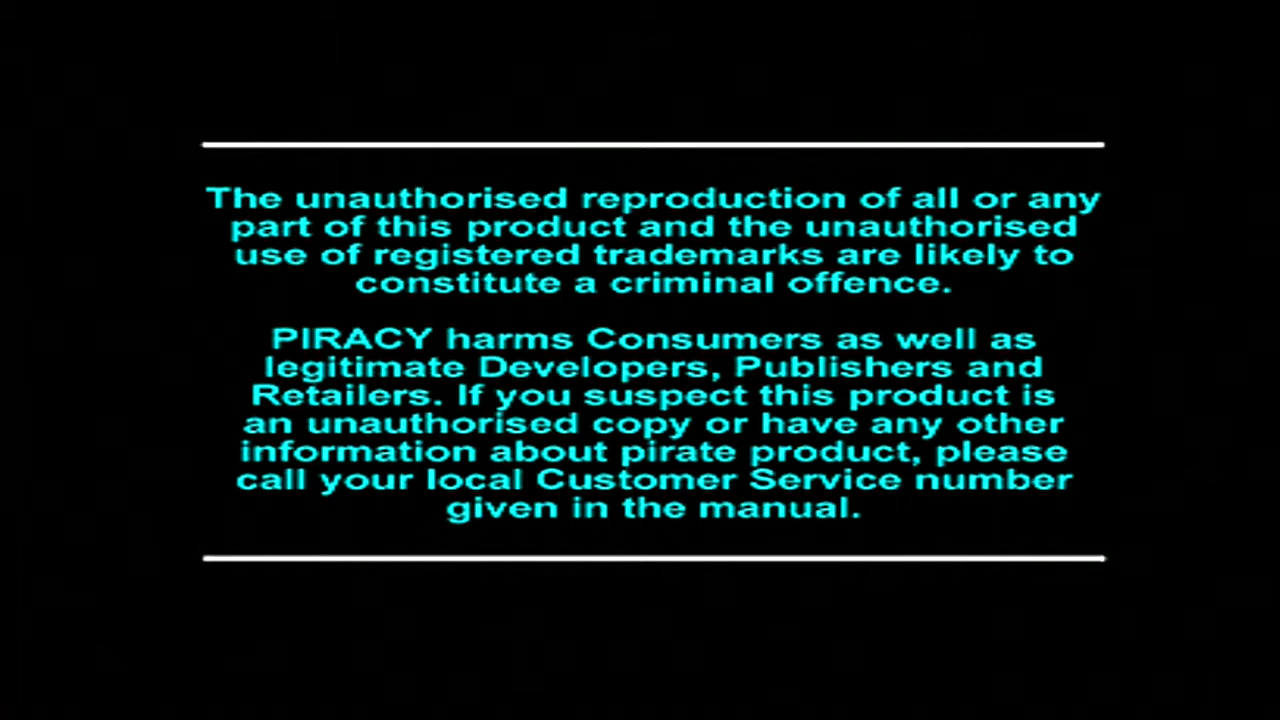 The unauthorised reproduction of all or any
part of this product and the unauthorised
use of registered trademarks are likely to
constitute a criminal offence.
PIRACY harms Consumers as well as
legitimate Developers, Publishers and
Retailers. If you suspect this product is
an unauthorised copy or have any other
information about pirate product, please
call your local Customer Service number
given in the manual.